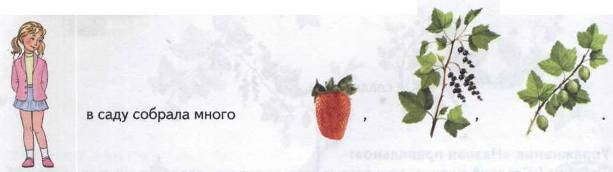 в саду собрала много , , .